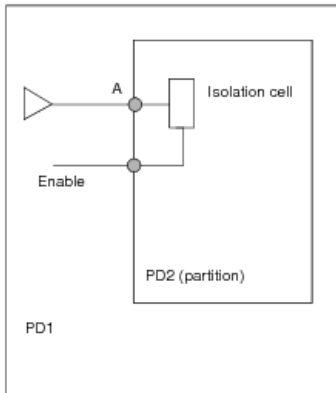 A
Isolation cell
Enable
PD2 (partition)
PD1